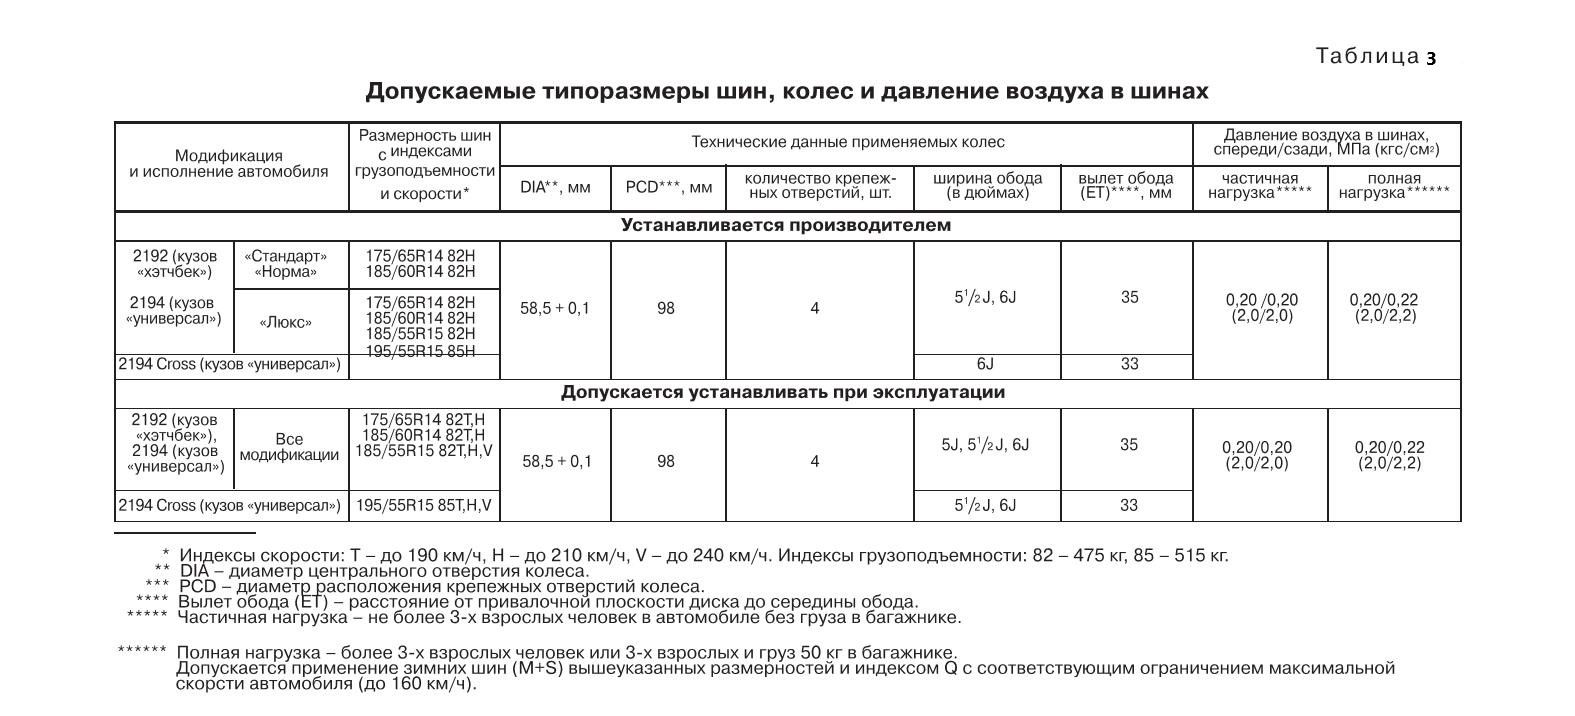 Таблица 3
Допускаемые типоразмеры шин, колес и давление воздуха в шинах
Модификация
и исполнение автомобиля
Размерность шин
с индексами
грузоподъемности
и скорости*
Технические данные применяемых колес
Давление воздуха в шинах,
спереди/сзади, МПа (кгс/см²)
DIA**, мм
PCD***, мм
количество крепеж-
ных отверстий, шт.
ширина обода
(в дюймах)
вылет обода
(ET)****, мм
частичная
нагрузка*****
полная
нагрузка******
Устанавливается производителем
2192 (кузов
«хэтчбек»)
2194 (кузов
«универсал»)
«Стандарт»
«Норма»
175/65R14 82H
185/60R14 82H
«Люкс»
175/65R14 82H
185/60R14 82H
185/55R15 82H
195/55R15 85H
58,5 + 0,1
98
4
5¹/₂J, 6J
35
0,20 /0,20
(2,0/2,0)
0,20/0,22
(2,0/2,2)
2194 Cross (кузов «универсал»)
6J
33
Допускается устанавливать при эксплуатации
2192 (кузов
«хэтчбек»),
2194 (кузов
«универсал»)
Все
модификации
175/65R14 82T,H
185/60R14 82T,H
185/55R15 82T,H,V
58,5 + 0,1
98
4
5J, 5¹/₂J, 6J
35
0,20/0,20
(2,0/2,0)
0,20/0,22
(2,0/2,2)
2194 Cross (кузов «универсал»)
195/55R15 85T,H,V
5¹/₂J, 6J
33
* Индексы скорости: T – до 190 км/ч, H – до 210 км/ч, V – до 240 км/ч. Индексы грузоподъемности: 82 – 475 кг, 85 – 515 кг.
** DIA – диаметр центрального отверстия колеса.
*** PCD – диаметр расположения крепежных отверстий колеса.
**** Вылет обода (ET) – расстояние от привалочной плоскости диска до середины обода.
***** Частичная нагрузка – не более 3-х взрослых человек в автомобиле без груза в багажнике.
****** Полная нагрузка – более 3-х взрослых человек или 3-х взрослых и груз 50 кг в багажнике.
Допускается применение зимних шин (M+S) вышеуказанных размерностей и индексом Q с соответствующим ограничением максимальной
скорсти автомобиля (до 160 км/ч).